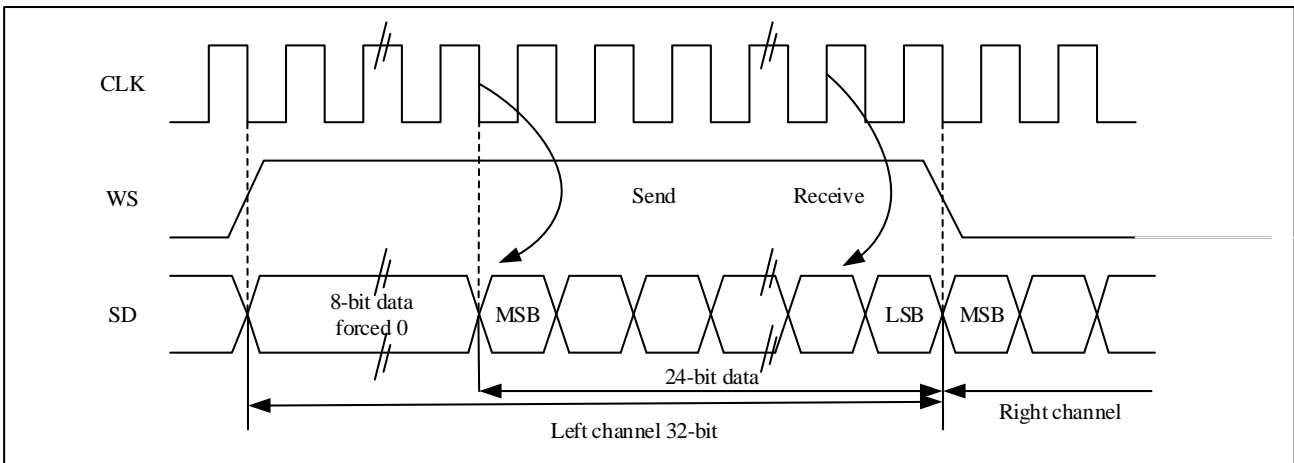 CLK
WS
Send
Receive
SD
8-bit data
forced 0
MSB
LSB
MSB
24-bit data
Right channel
Left channel 32-bit